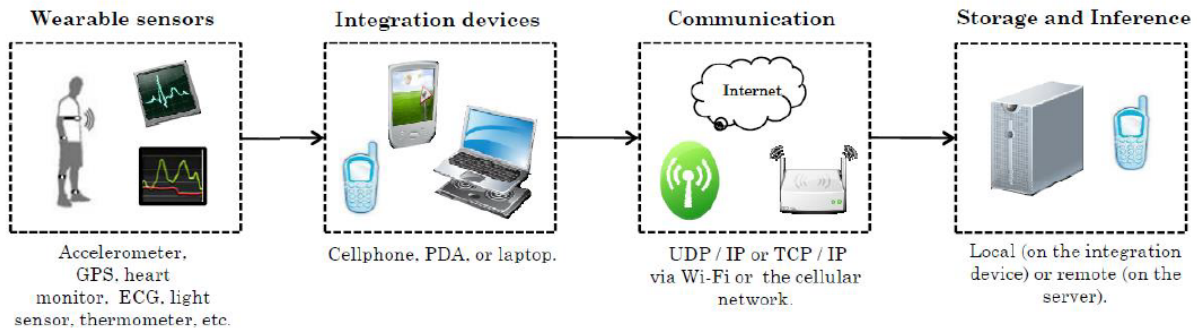 Wearable sensors
Integration devices
Communication
Storage and Inference
Internet
Accelerometer,
GPS, heart
monitor, ECG, light
sensor, thermometer, etc.
Cellphone, PDA, or laptop.
UDP / IP or TCP / IP
via Wi-Fi or the cellular
network.
Local (on the integration
device) or remote (on the
server).